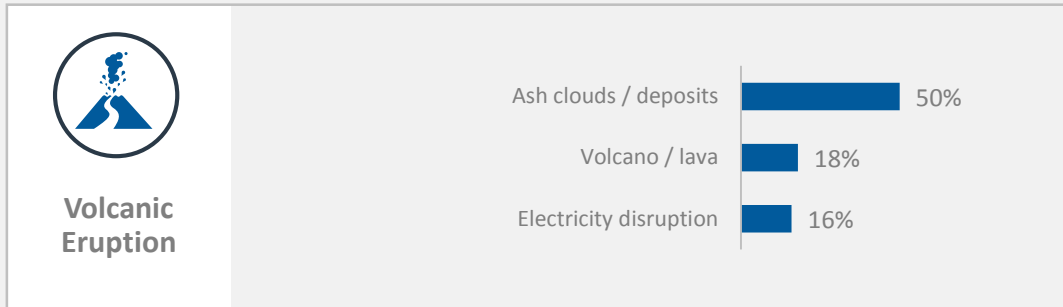 Volcanic
Eruption
Ash clouds / deposits 50%
Volcano / lava 18%
Electricity disruption 16%